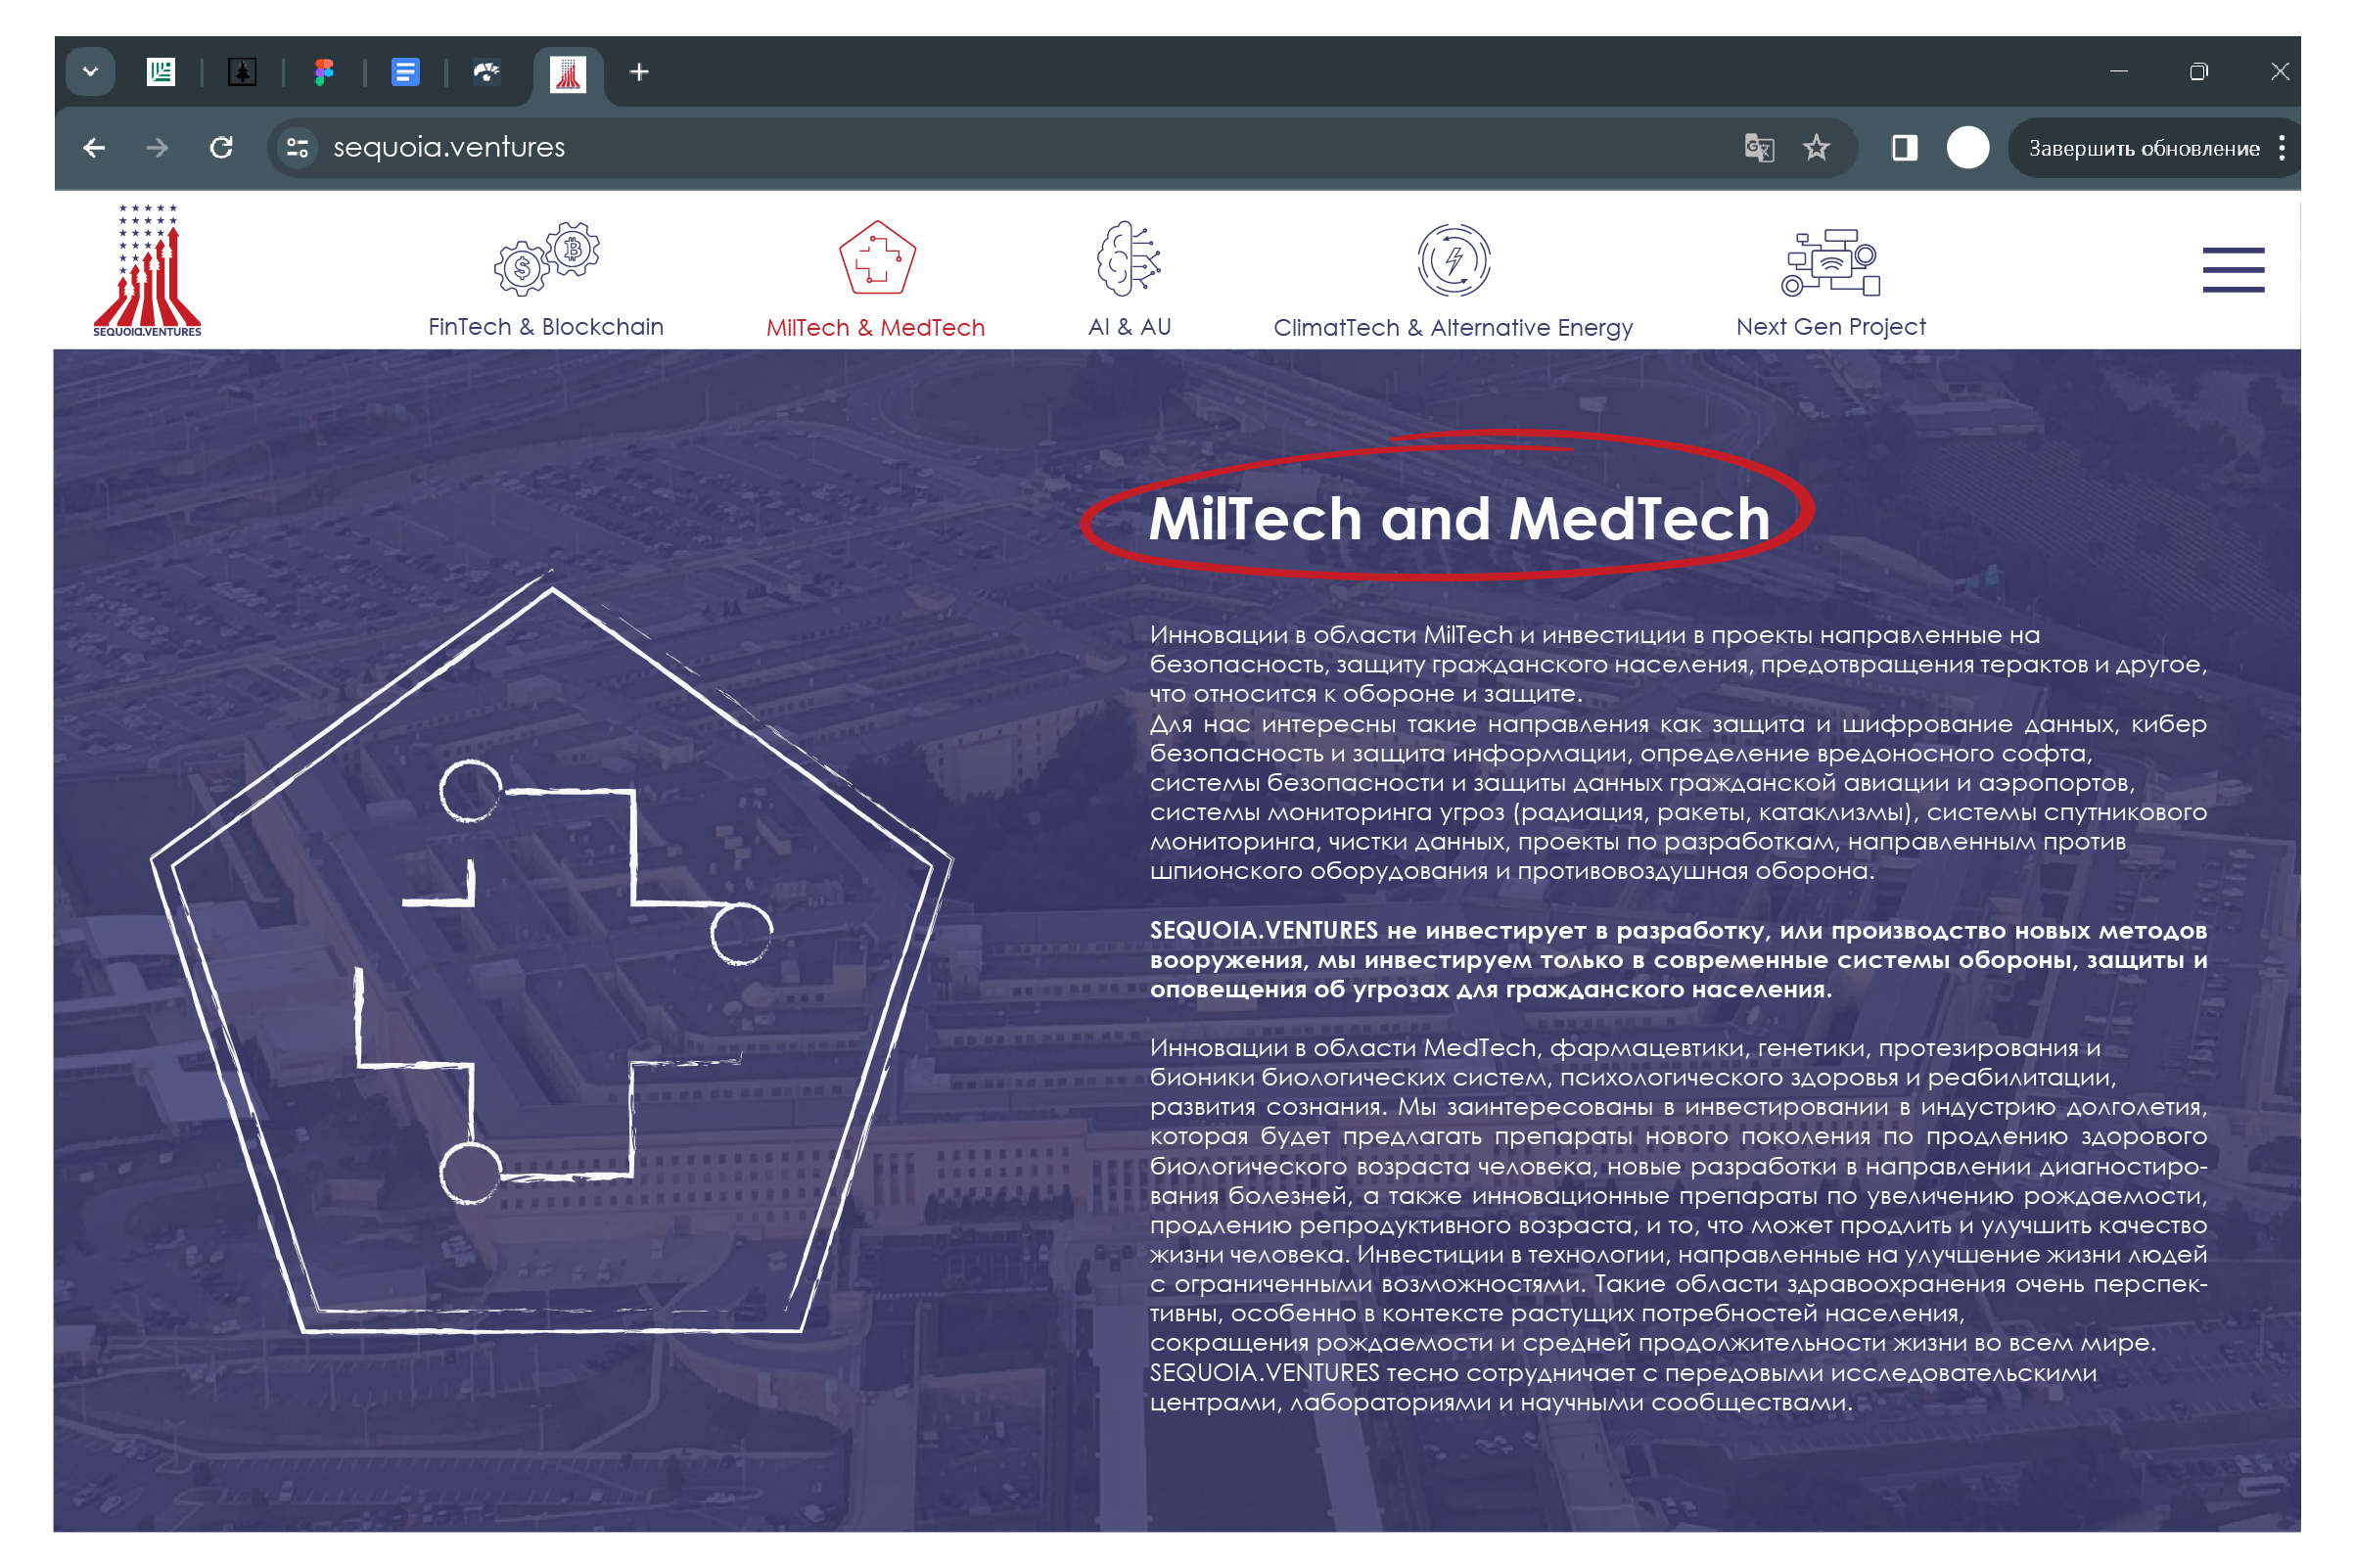 sequoia.ventures
Завершить обновление
SEQUOIA.VENTURES
FinTech & Blockchain
MilTech & MedTech
AI & AU
ClimatTech & Alternative Energy
Next Gen Project
MilTech and MedTech
Инновации в области MilTech и инвестиции в проекты направленные на
безопасность, защиту гражданского населения, предотвращения терактов и другое,
что относится к обороне и защите.
Для нас интересны такие направления как защита и шифрование данных, кибер
безопасность и защита информации, определение вредоносного софта,
системы безопасности и защиты данных гражданской авиации и аэропортов,
системы мониторинга угроз (радиация, ракеты, катаклизмы), системы спутникового
мониторинга, чистки данных, проекты по разработкам, направленным против
шпионского оборудования и противовоздушная оборона.
SEQUOIA.VENTURES не инвестирует в разработку, или производство новых методов
вооружения, мы инвестируем только в современные системы обороны, защиты и
оповещения об угрозах для гражданского населения.
Инновации в области MedTech, фармацевтики, генетики, протезирования и
бионики биологических систем, психологического здоровья и реабилитации,
развития сознания. Мы заинтересованы в инвестировании в индустрию долголетия,
которая будет предлагать препараты нового поколения по продлению здорового
биологического возраста человека, новые разработки в направлении диагностиро-
вания болезней, а также инновационные препараты по увеличению рождаемости,
продлению репродуктивного возраста, и то, что может продлить и улучшить качество
жизни человека. Инвестиции в технологии, направленные на улучшение жизни людей
с ограниченными возможностями. Такие области здравоохранения очень перспек-
тивны, особенно в контексте растущих потребностей населения,
сокращения рождаемости и средней продолжительности жизни во всем мире.
SEQUOIA.VENTURES тесно сотрудничает с передовыми исследовательскими
центрами, лабораториями и научными сообществами.